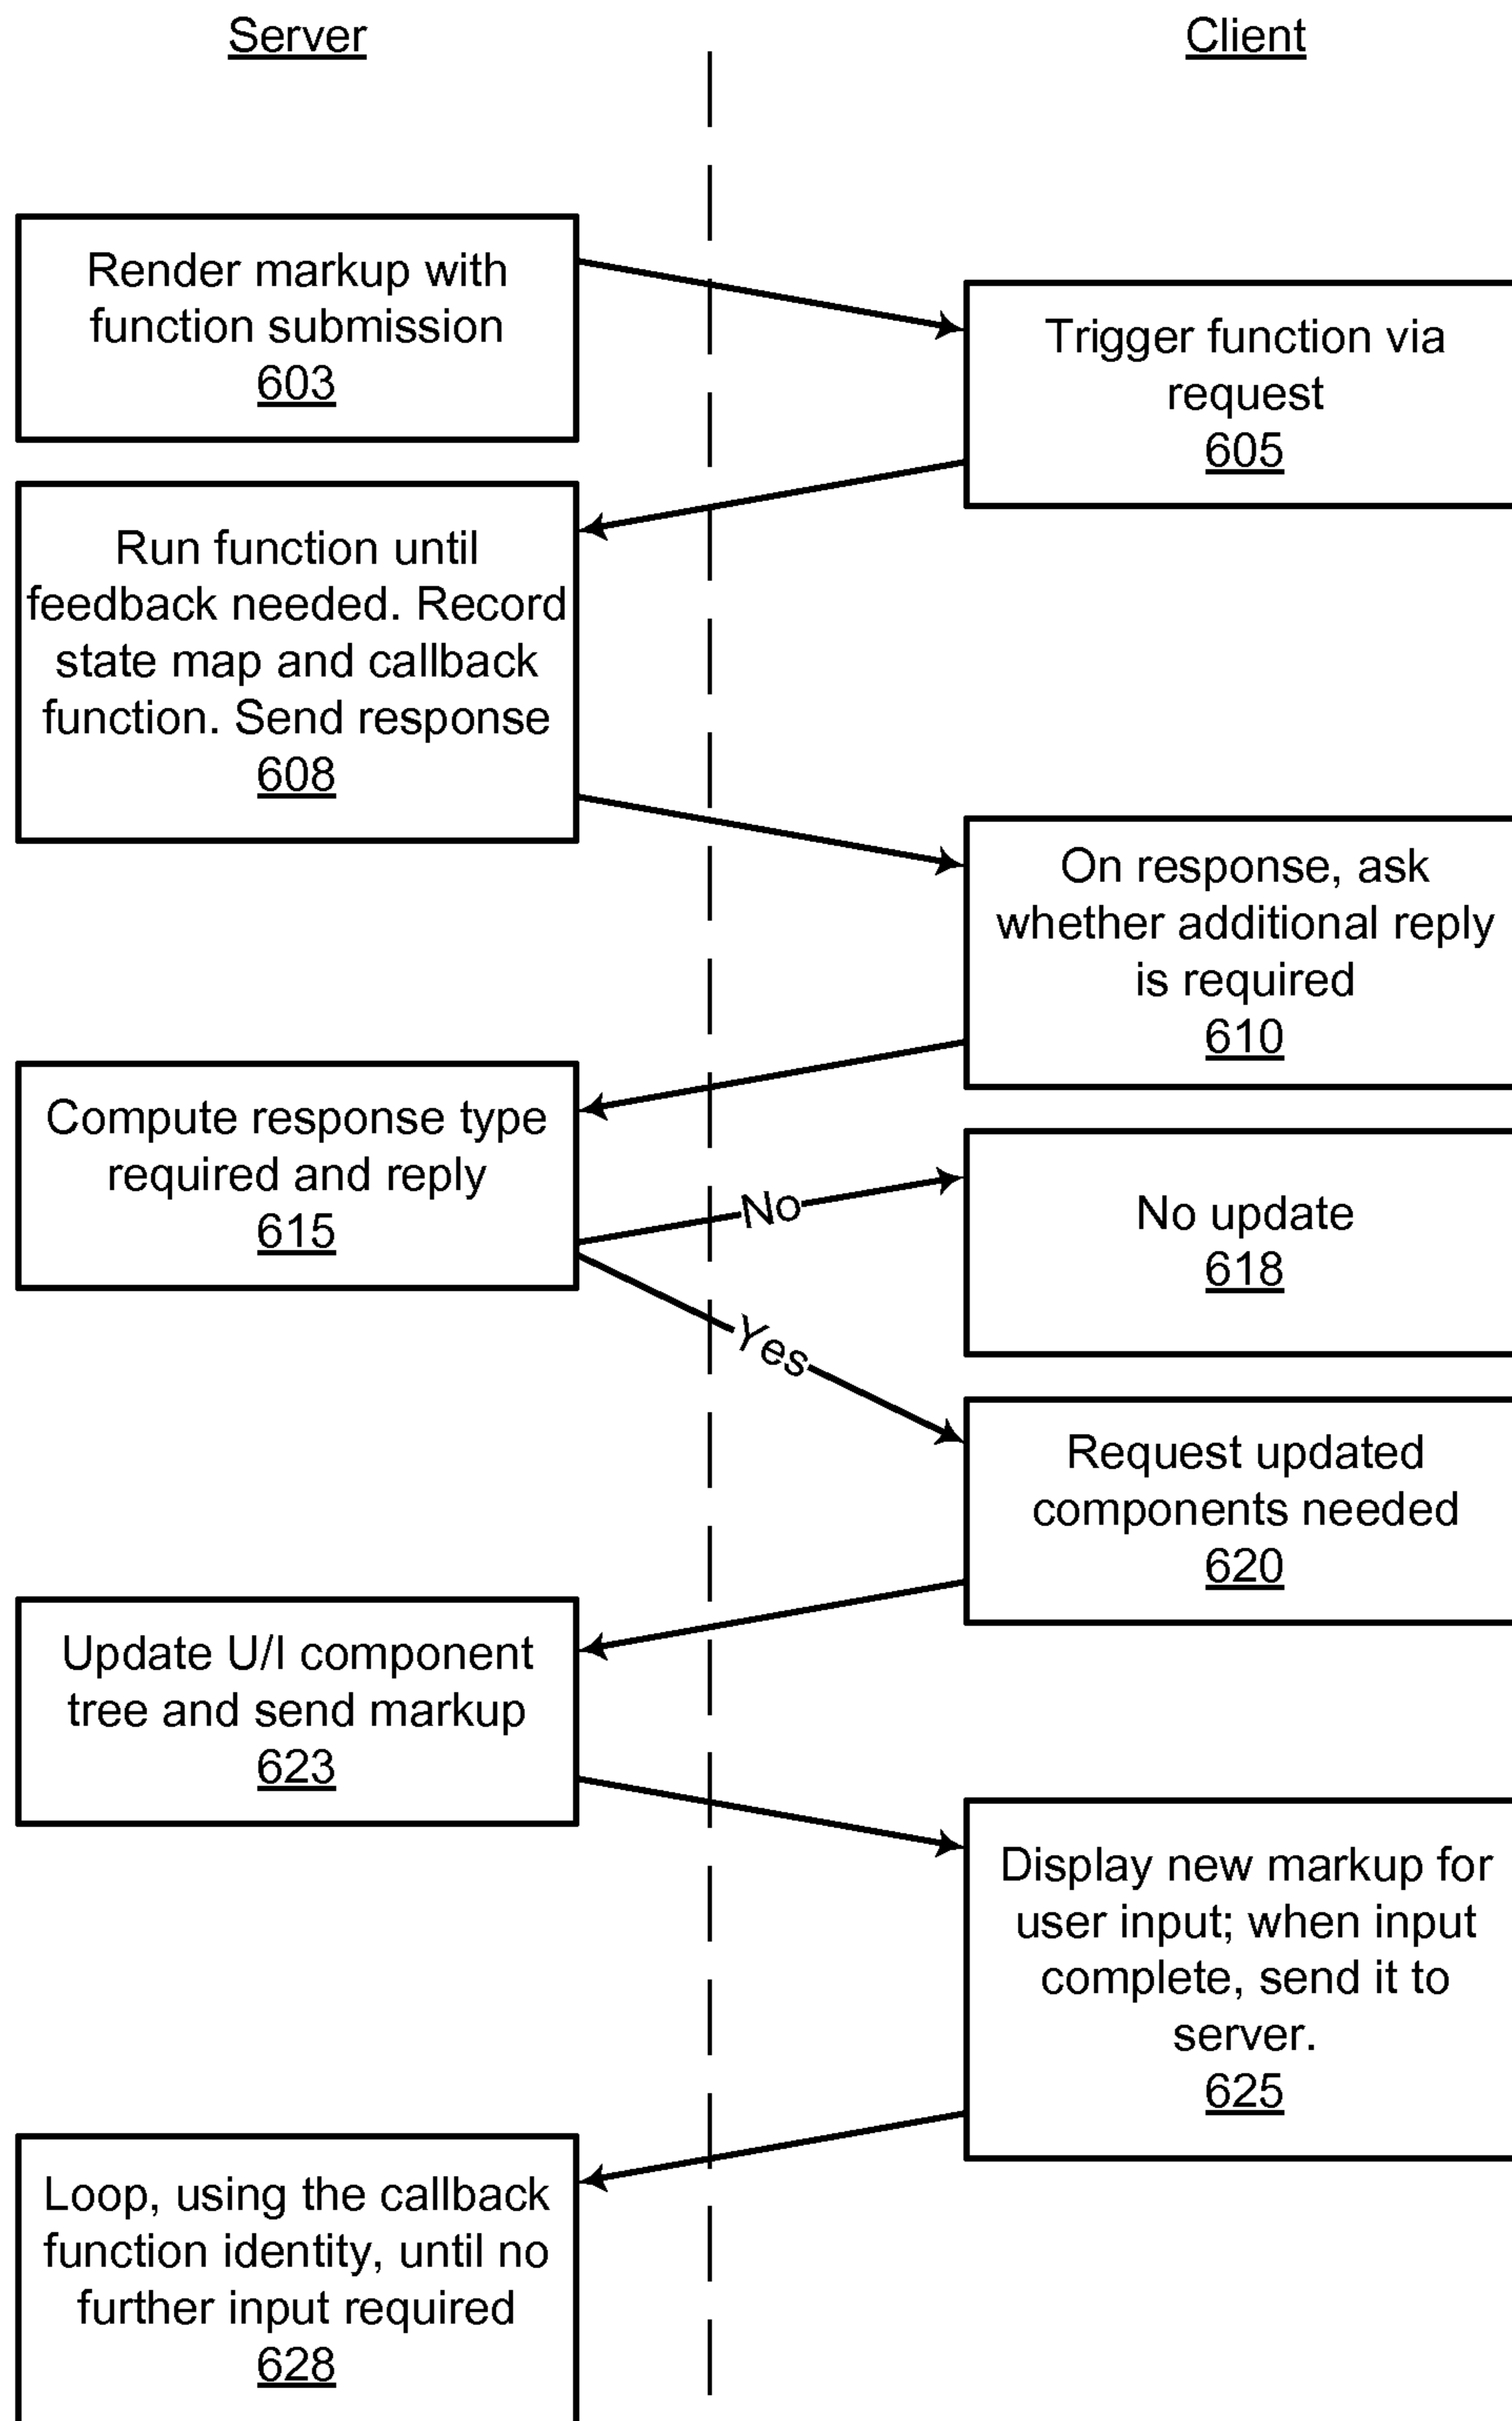 Server
Client
Render markup with
function submission
603
Trigger function via
request
605
Run function until
feedback needed. Record
state map and callback
function. Send response
608
On response, ask
whether additional reply
is required
610
Compute response type
required and reply
615
No
No update
618
Yes
Request updated
components needed
620
Update U/I component
tree and send markup
623
Display new markup for
user input; when input
complete, send it to
server.
625
Loop, using the callback
function identity, until no
further input required
628